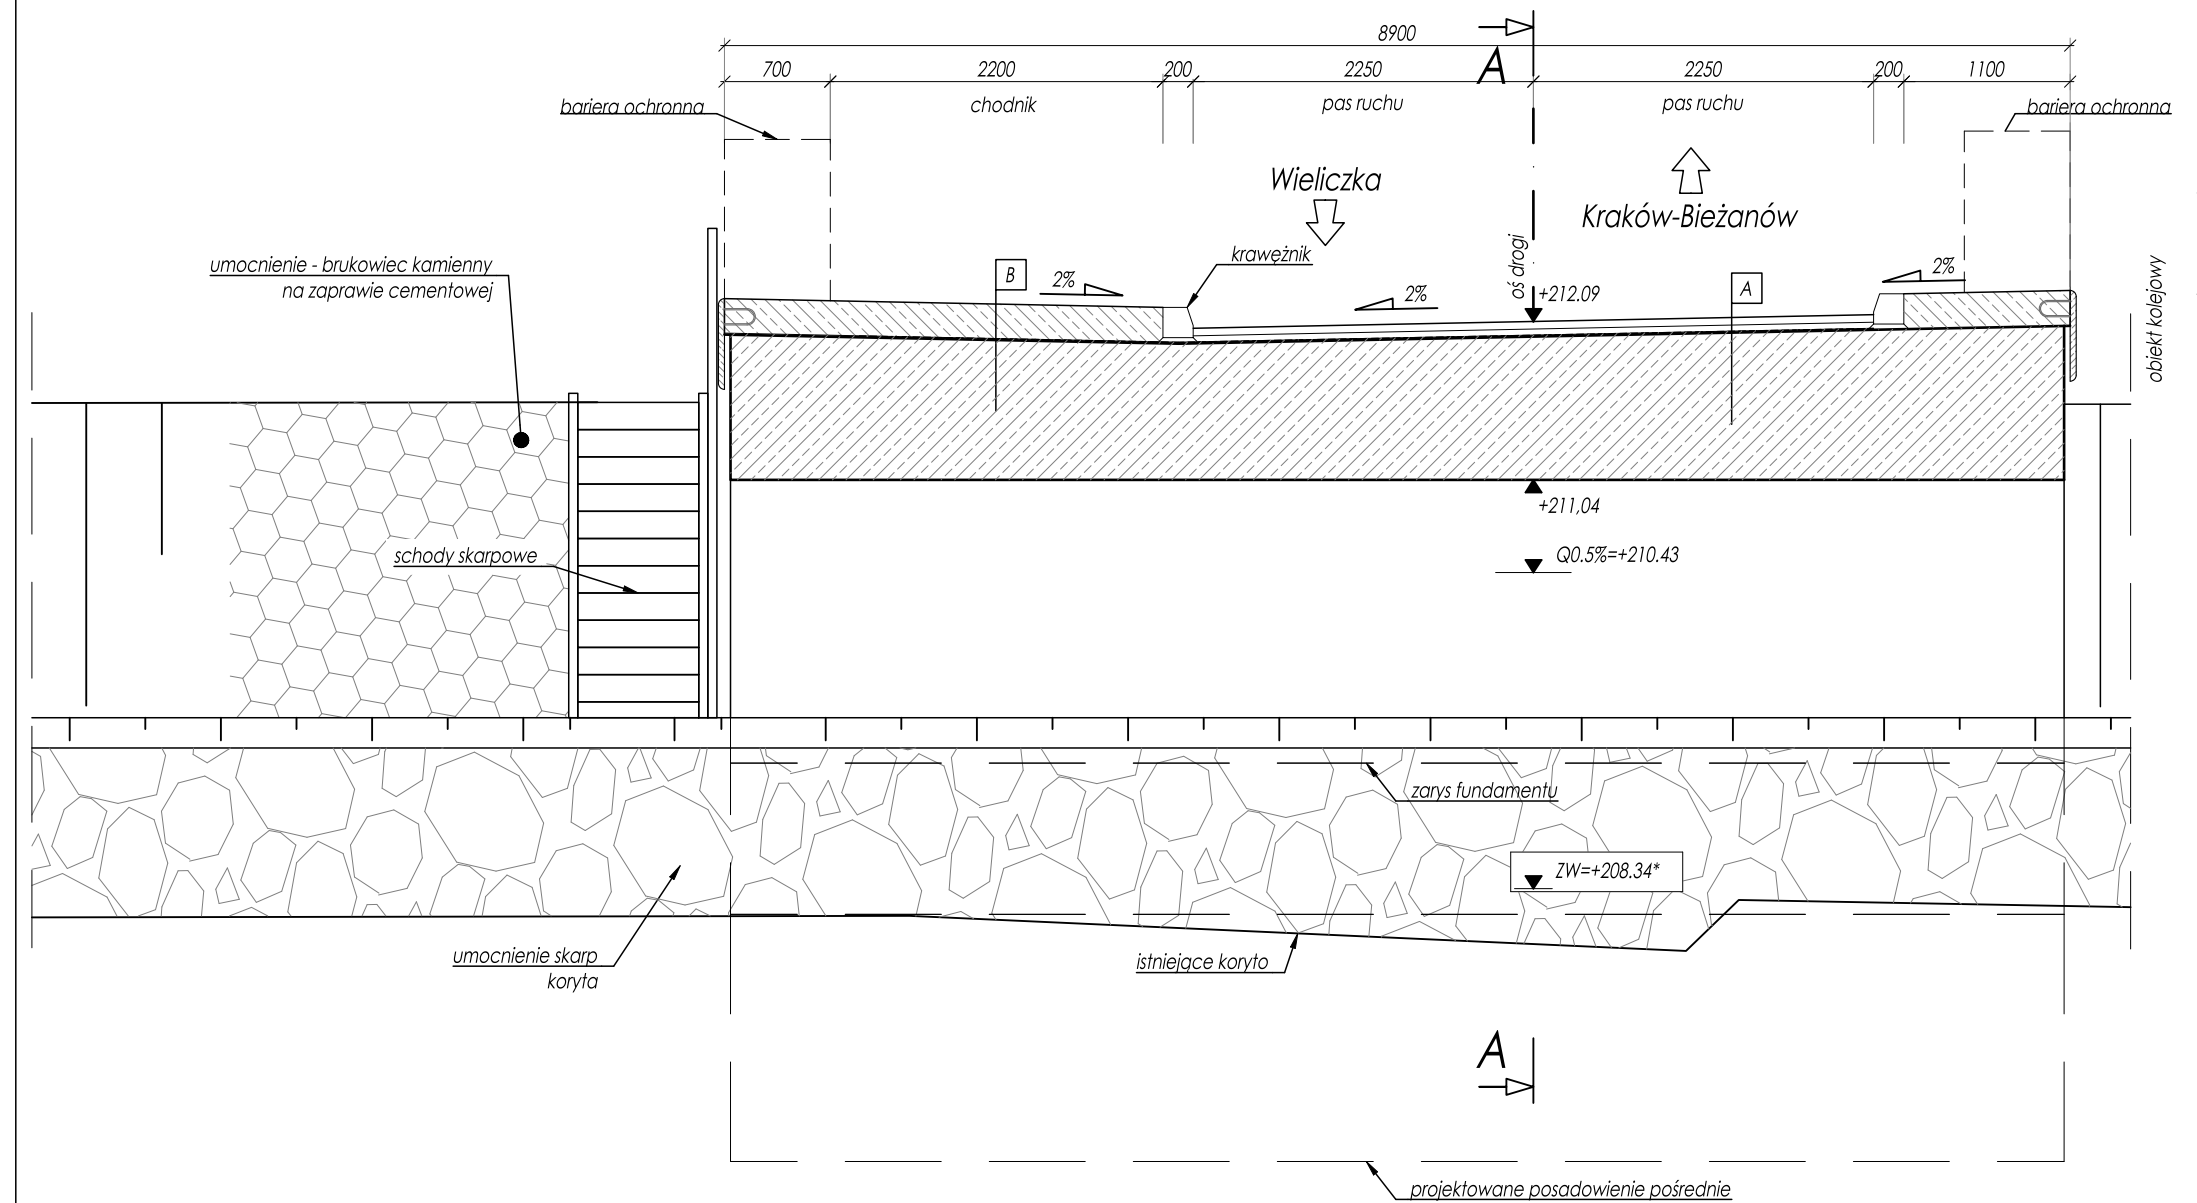 8900
A
700
2200
200
2250
2250
200
1100
bariera ochronna
chodnik
pas ruchu
pas ruchu
bariera ochronna
Wieliczka
Kraków-Bieżanów
umocnienie - brukowiec kamienny
na zaprawie cementowej
krawężnik
oś drogi
obiekt kolejowy
B
2%
2%
+212.09
A
2%
+211,04
Q0.5%=+210.43
schody skarpowe
zarys fundamentu
ZW=+208.34*
umocnienie skarp
koryta
istniejące koryto
A
projektowane posadowienie pośrednie